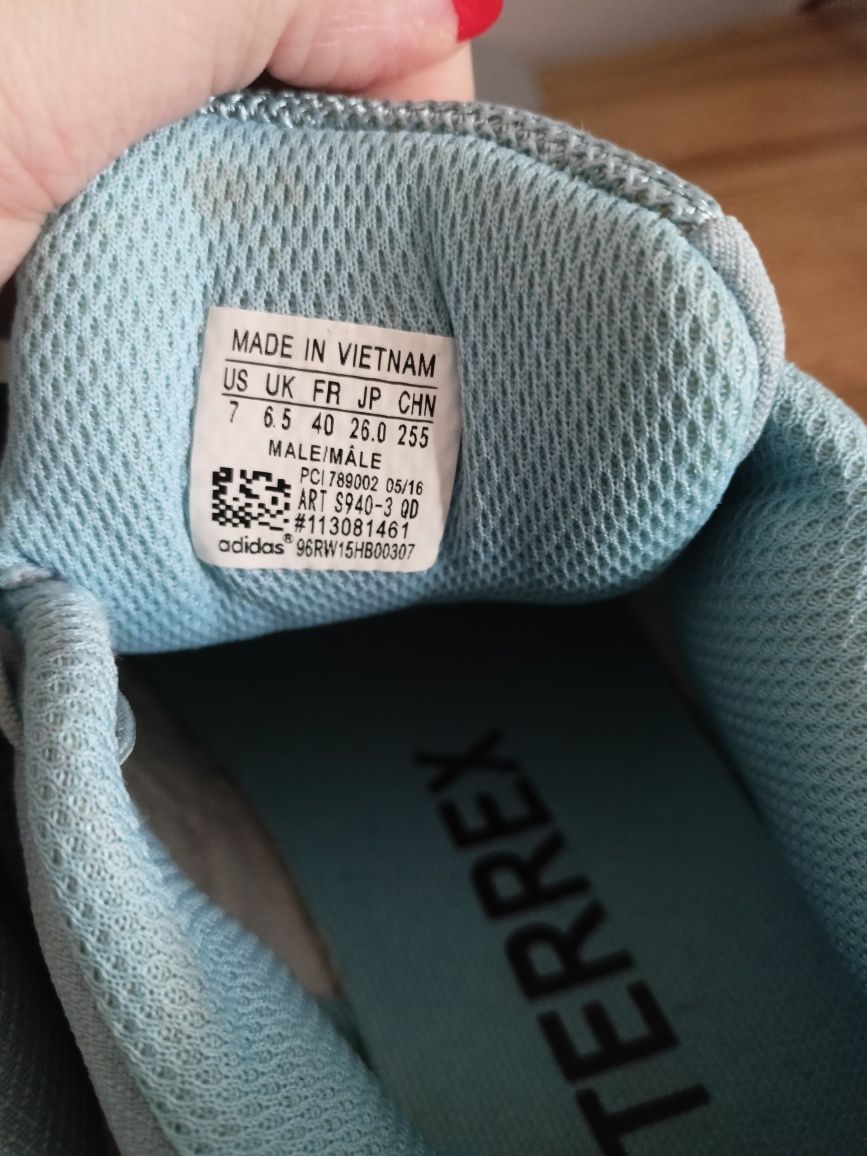 MADE IN VIETNAM
US UK FR JP CHN
7 6.5 40 26.0 255
MALE/MÂLE
PCI 789002 05/16
ART S940-3 QD
#113081461
adidas® 96RW15HB00307
TERREX